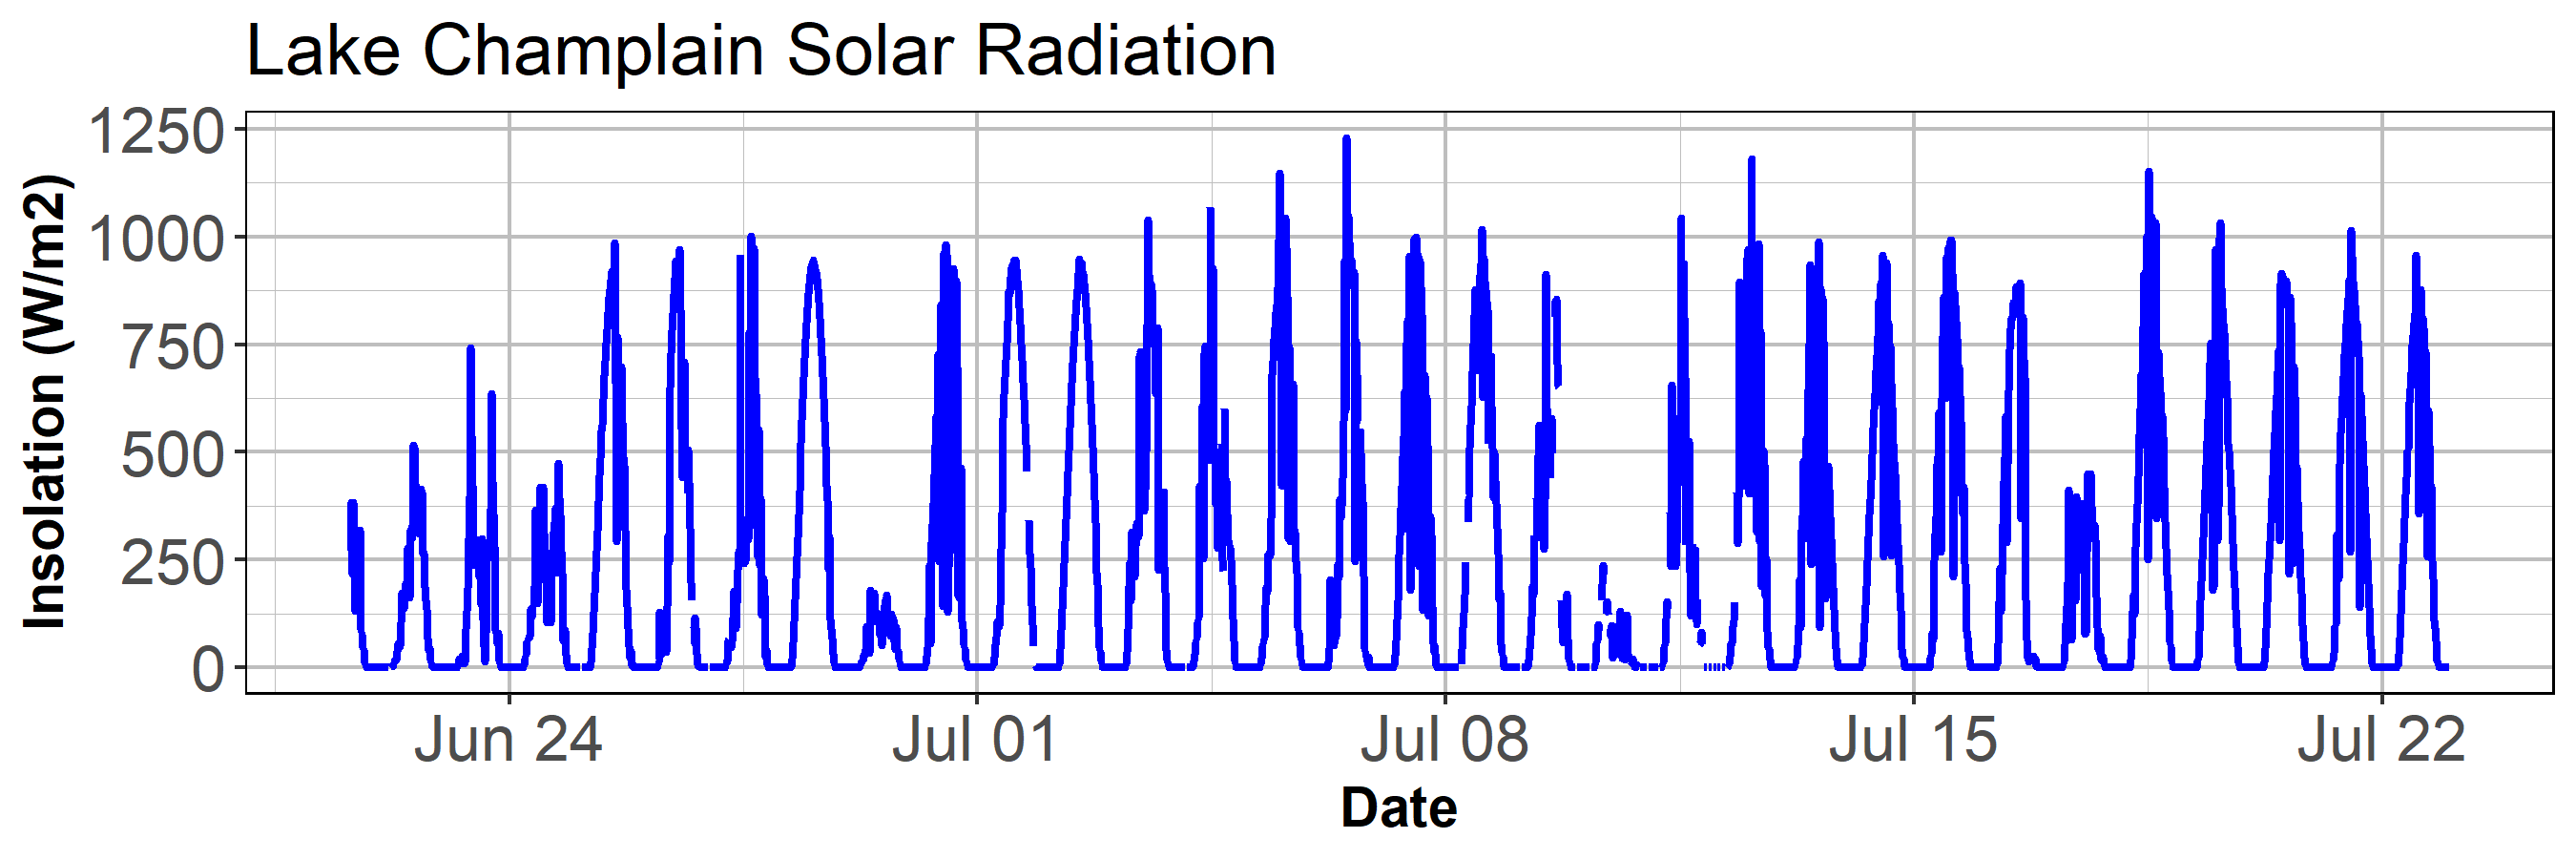 Lake Champlain Solar Radiation
Insolation (W/m2)
1250
1000
750
500
250
0
Jun 24 Jul 01 Jul 08 Jul 15 Jul 22
Date